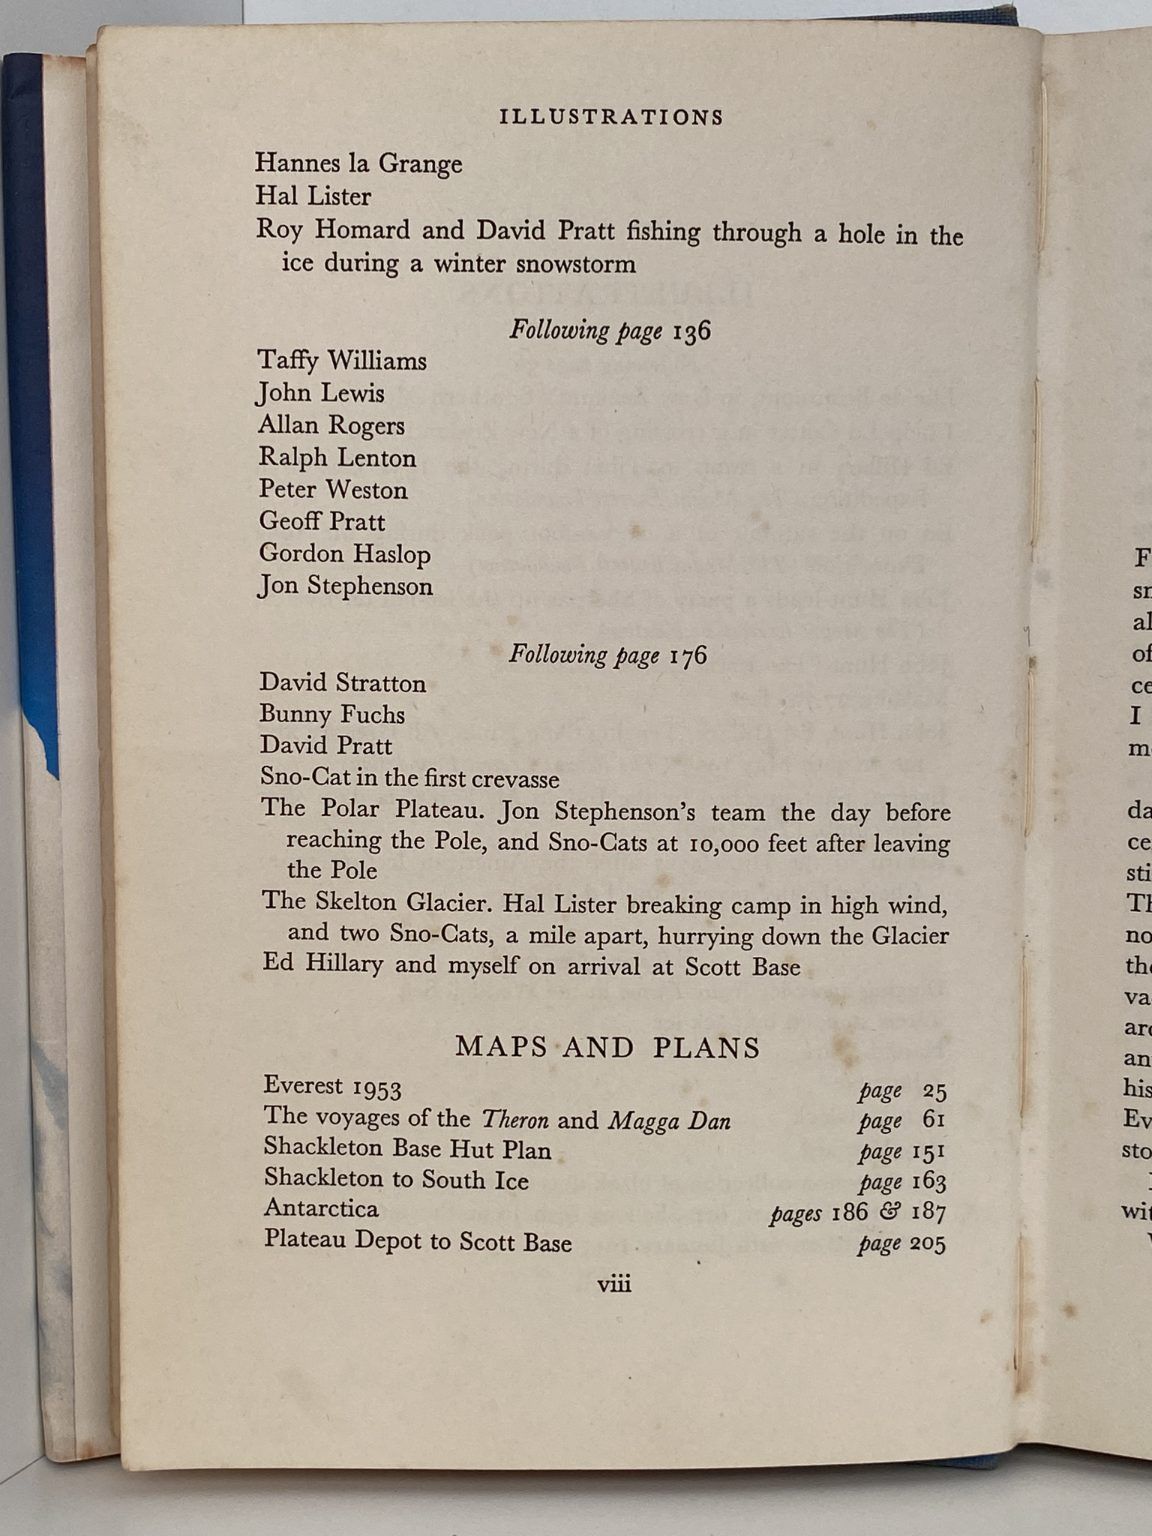 ILLUSTRATIONS
Hannes la Grange
Hal Lister
Roy Homard and David Pratt fishing through a hole in the
ice during a winter snowstorm
Following page 136
Taffy Williams
John Lewis
Allan Rogers
Ralph Lenton
Peter Weston
Geoff Pratt
Gordon Haslop
Jon Stephenson
Following page 176
David Stratton
Bunny Fuchs
David Pratt
Sno-Cat in the first crevasse
The Polar Plateau. Jon Stephenson's team the day before
reaching the Pole, and Sno-Cats at 10,000 feet after leaving
the Pole
The Skelton Glacier. Hal Lister breaking camp in high wind,
and two Sno-Cats, a mile apart, hurrying down the Glacier
Ed Hillary and myself on arrival at Scott Base
MAPS AND PLANS
Everest 1953 page 25
The voyages of the Theron and Magga Dan page 61
Shackleton Base Hut Plan page 151
Shackleton to South Ice page 163
Antarctica pages 186 & 187
Plateau Depot to Scott Base page 205
viii